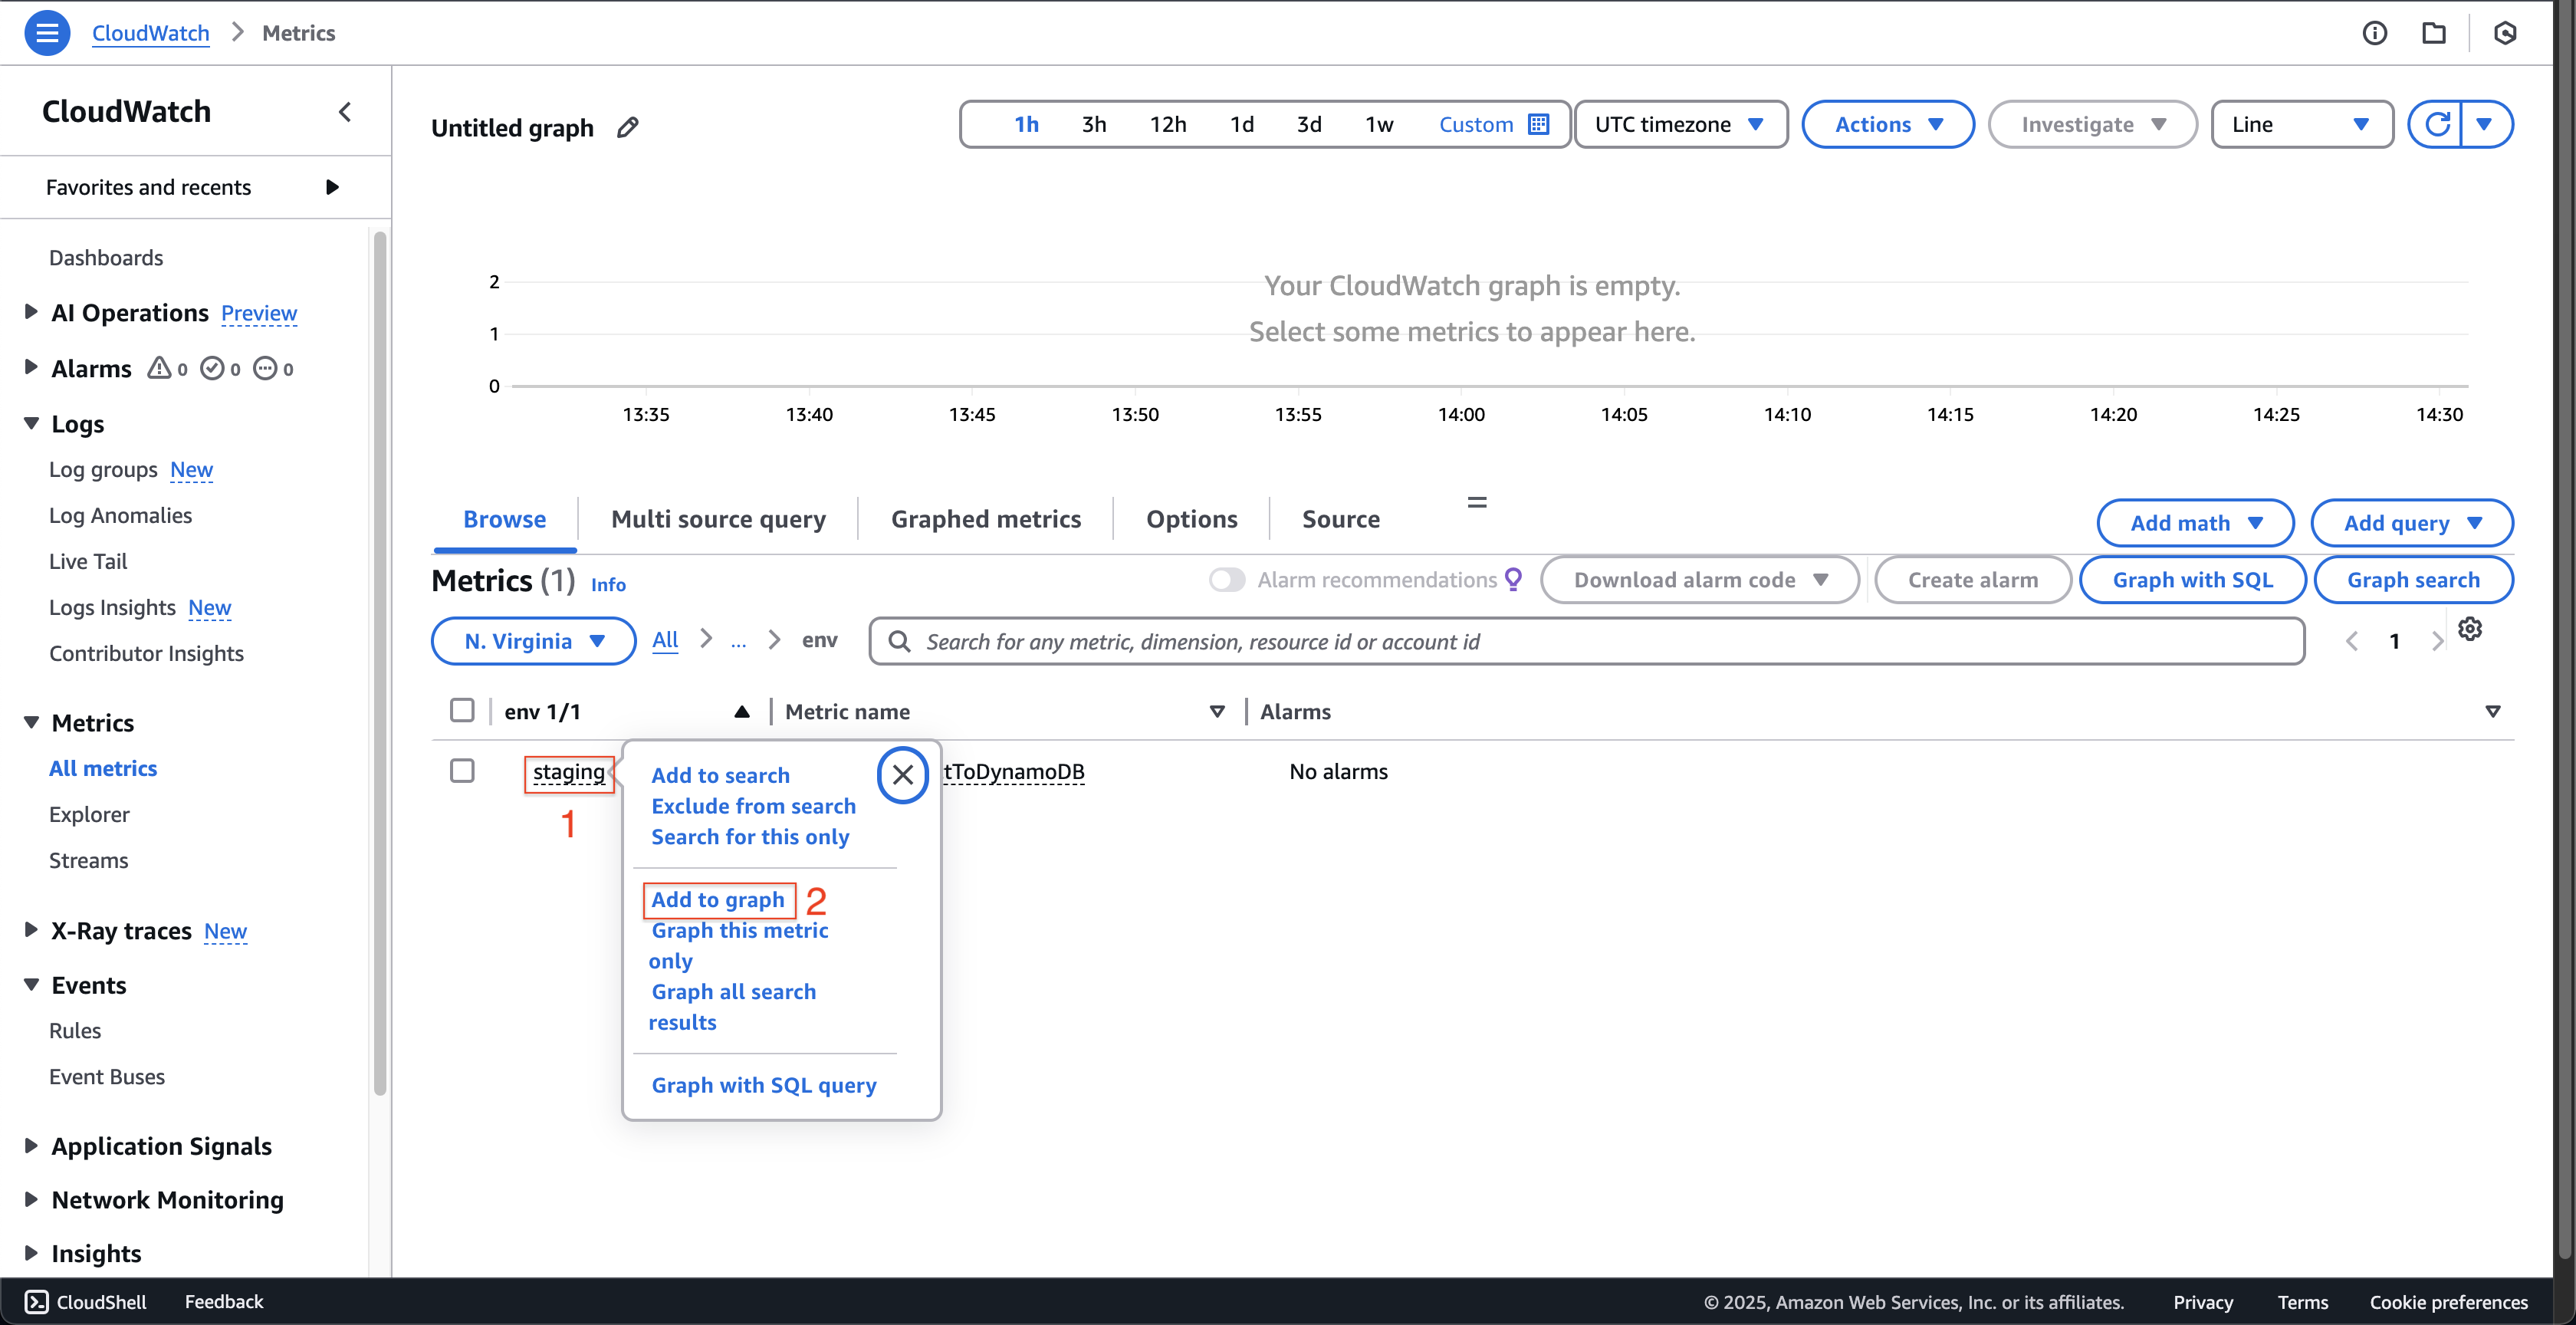 CloudWatch > Metrics
CloudWatch
Favorites and recents
Dashboards
AI Operations Preview
Alarms 0 0 0
Logs
Log groups New
Log Anomalies
Live Tail
Logs Insights New
Contributor Insights
Metrics
All metrics
Explorer
Streams
X-Ray traces New
Events
Rules
Event Buses
Application Signals
Network Monitoring
Insights
Untitled graph
1h 3h 12h 1d 3d 1w Custom UTC timezone Actions Investigate Line
Your CloudWatch graph is empty.
Select some metrics to appear here.
2
1
0
13:35 13:40 13:45 13:50 13:55 14:00 14:05 14:10 14:15 14:20 14:25 14:30
Browse Multi source query Graphed metrics Options Source = Add math Add query
Metrics (1) Info Alarm recommendations Download alarm code Create alarm Graph with SQL Graph search
N. Virginia All > ... > env Search for any metric, dimension, resource id or account id 1
env 1/1 Metric name Alarms
staging tToDynamoDB No alarms
1
Add to search
Exclude from search
Search for this only
Add to graph 2
Graph this metric
only
Graph all search
results
Graph with SQL query
CloudShell Feedback © 2025, Amazon Web Services, Inc. or its affiliates. Privacy Terms Cookie preferences